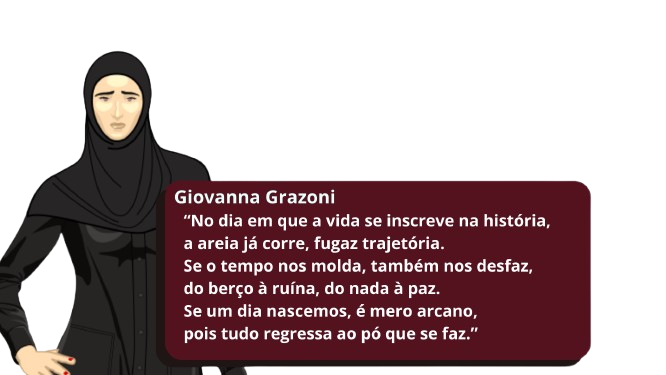 Giovanna Grazoni
“No dia em que a vida se inscreve na história,
a areia já corre, fugaz trajetória.
Se o tempo nos molda, também nos desfaz,
do berço à ruína, do nada à paz.
Se um dia nascemos, é mero arcano,
pois tudo regressa ao pó que se faz.”